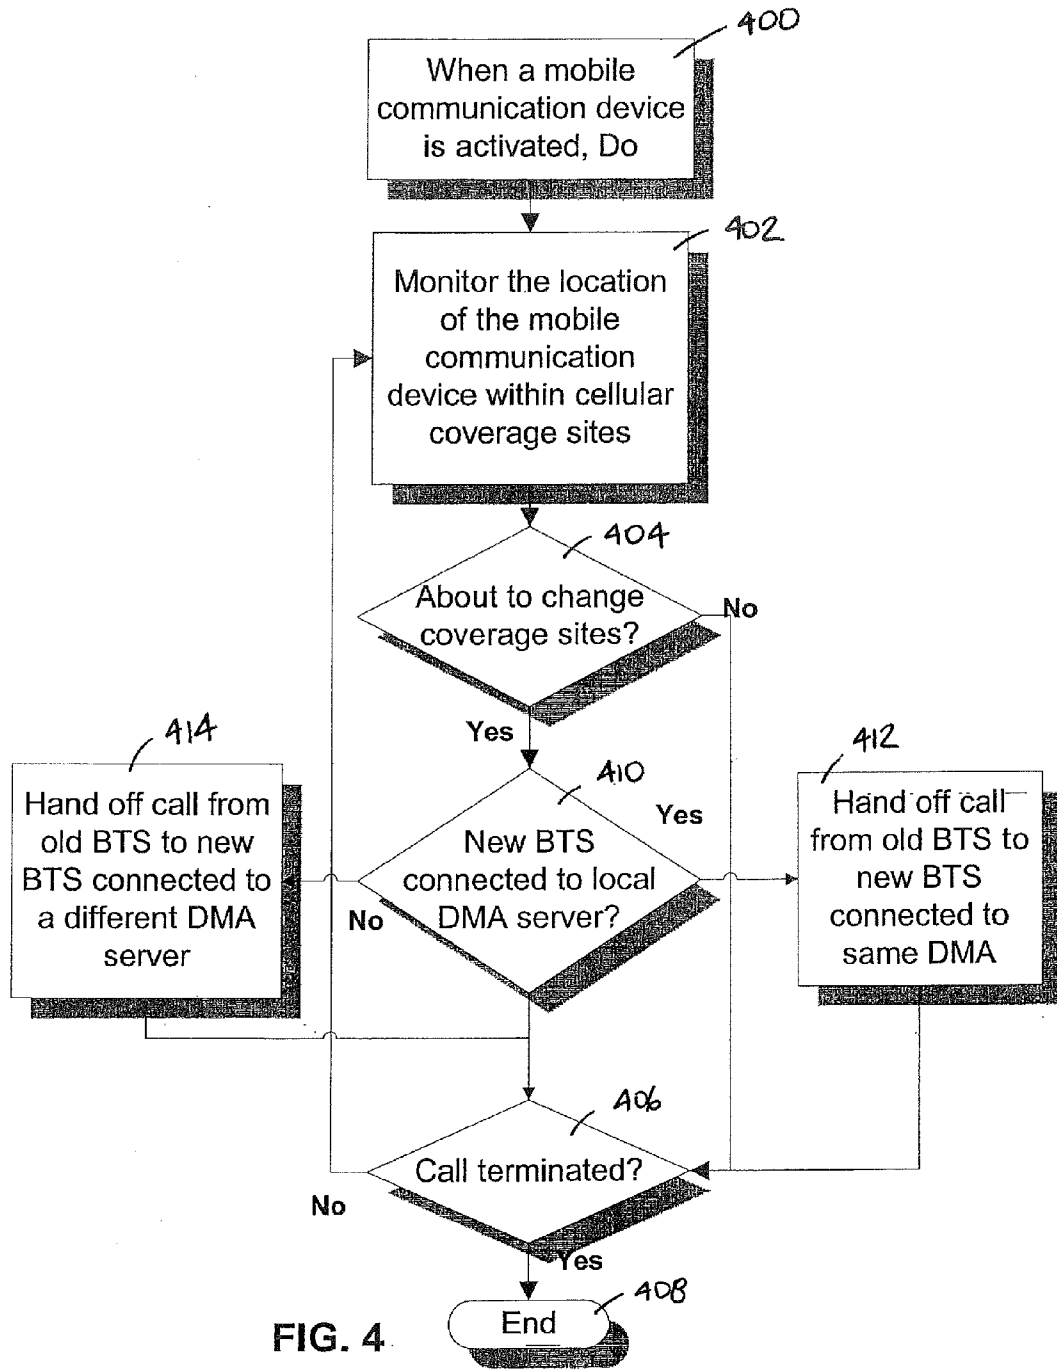 400
When a mobile
communication device
is activated, Do
402
Monitor the location
of the mobile
communication
device within cellular
coverage sites
404
About to change
coverage sites?
No
Yes
414
Hand off call from
old BTS to new
BTS connected to
a different DMA
server
410
New BTS
connected to local
DMA server?
Yes
No
412
Hand off call
from old BTS to
new BTS
connected to
same DMA
406
Call terminated?
No
Yes
408
End
FIG. 4